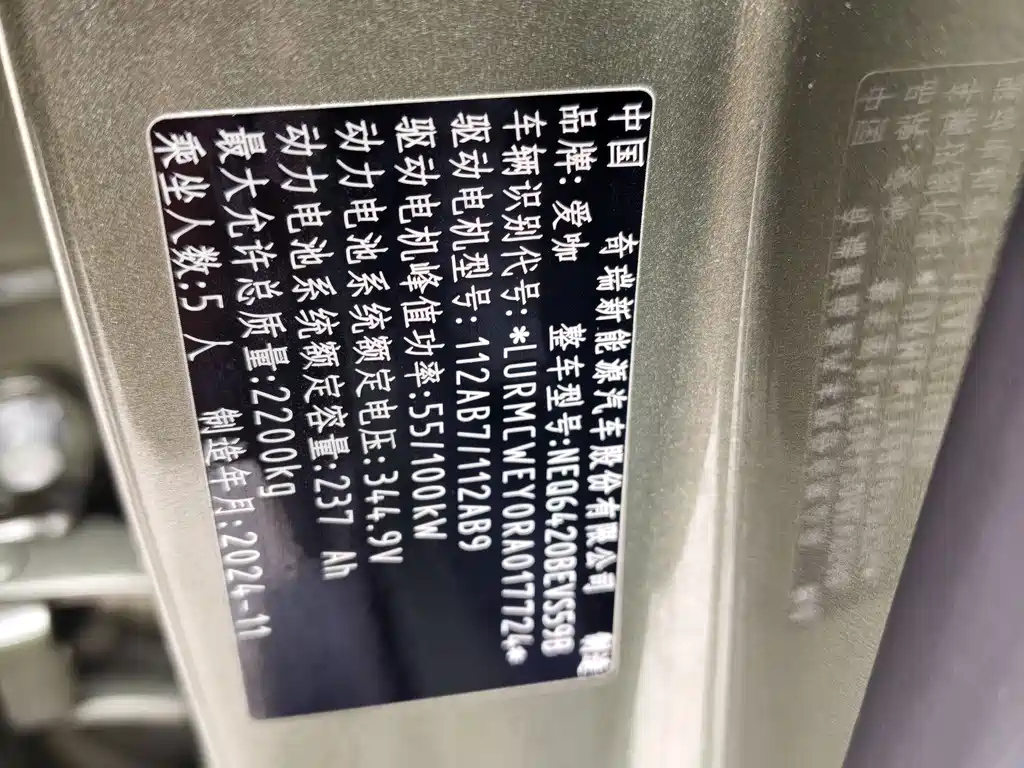 中国 奇瑞新能源汽车股份有限公司 制造
品牌:爱咖 整车型号:NEQ6420BEVS59B
车辆识别代号:*LURMCWEY0RA017724*
驱动电机型号:112AB7/112AB9
驱动电机峰值功率:55/100kW
动力电池系统额定电压:344.9V
动力电池系统额定容量:237 Ah
最大允许总质量:2200kg
乘坐人数:5 人 制造年月:2024-11